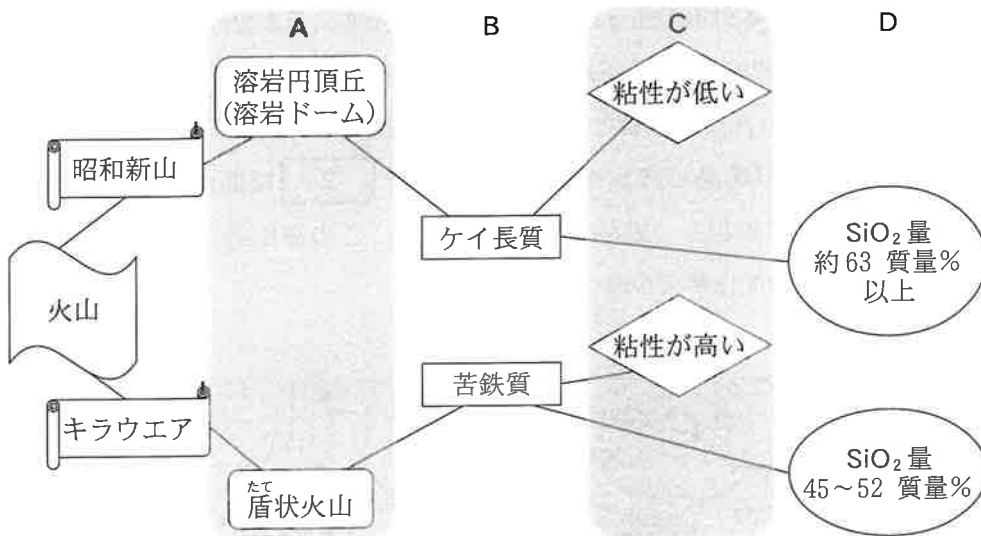 A
B
C
D
溶岩円頂丘
(溶岩ドーム)
粘性が低い
昭和新山
ケイ長質
SiO₂量
約63 質量%
以上
火山
粘性が高い
苦鉄質
キラウエア
SiO₂量
45~52 質量%
たて
盾状火山